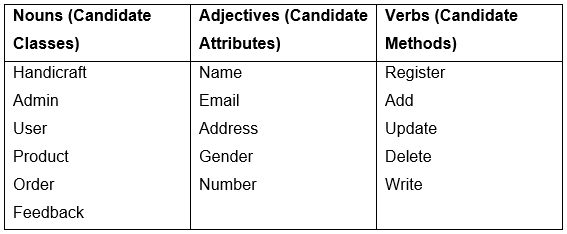 Nouns (Candidate Classes)
Adjectives (Candidate Attributes)
Verbs (Candidate Methods)
Handicraft
Admin
User
Product
Order
Feedback
Name
Email
Address
Gender
Number
Register
Add
Update
Delete
Write